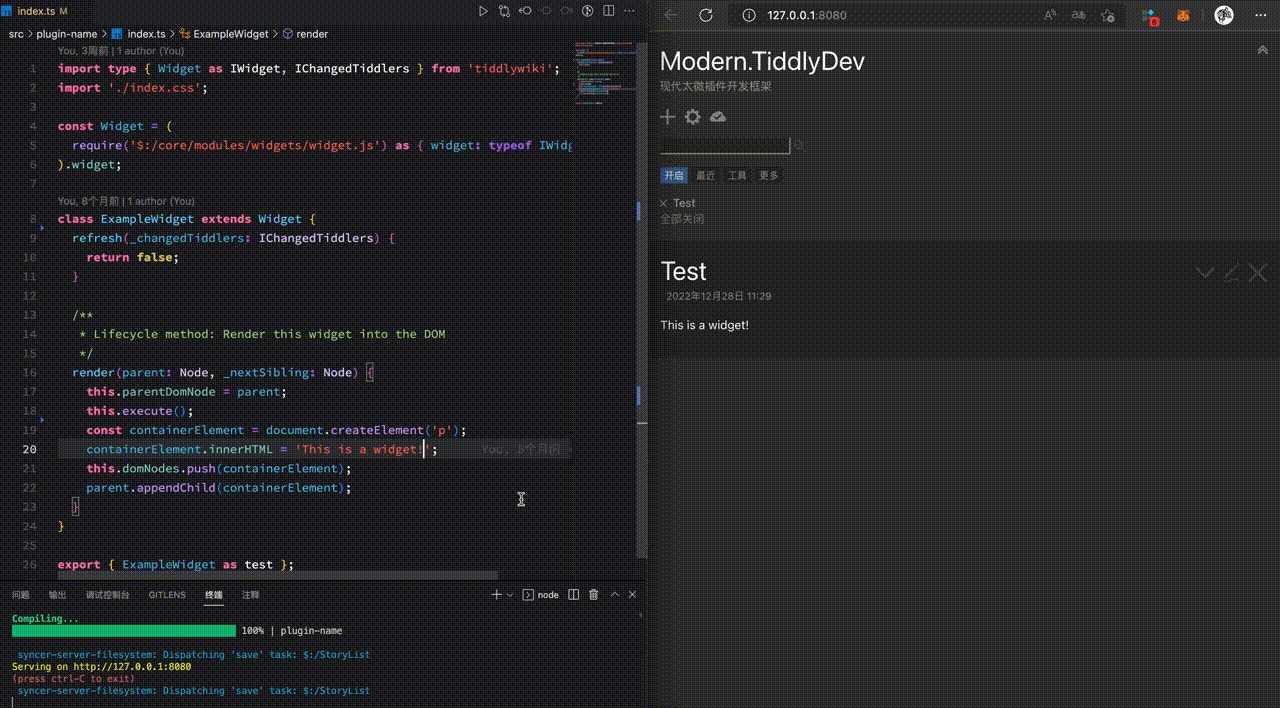 index.ts M
src > plugin-name > index.ts > ExampleWidget > render
You, 3周前 | 1 author (You)
1 import type { Widget as IWidget, IChangedTiddlers } from 'tiddlywiki';
2 import './index.css';
3
4 const Widget = (
5 require('$:/core/modules/widgets/widget.js') as { widget: typeof IWidg
6 ).widget;
7
You, 8个月前 | 1 author (You)
8 class ExampleWidget extends Widget {
9 refresh(_changedTiddlers: IChangedTiddlers) {
10 return false;
11 }
12
13 /**
14 * Lifecycle method: Render this widget into the DOM
15 */
16 render(parent: Node, _nextSibling: Node) {
17 this.parentDomNode = parent;
18 this.execute();
19 const containerElement = document.createElement('p');
20 containerElement.innerHTML = 'This is a widget!';
21 this.domNodes.push(containerElement);
22 parent.appendChild(containerElement);
23 }
24 }
25
26 export { ExampleWidget as test };
问题 输出 调试控制台 GITLENS 终端 注释
node
Compiling...
100% | plugin-name
syncer-server-filesystem: Dispatching 'save' task: $:/StoryList
Serving on http://127.0.0.1:8080
(press ctrl-C to exit)
syncer-server-filesystem: Dispatching 'save' task: $:/StoryList
127.0.0.1:8080
6
Modern.TiddlyDev
现代太微插件开发框架
开启 最近 工具 更多
Test
全部关闭
Test
2022年12月28日 11:29
This is a widget!